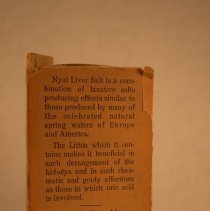 Nyal Liver Salt is a com-
bination of laxative salts
producing effects similar to
those produced by many of
the celebrated natural
spring waters of Europe
and America.
The Lithia which it con-
tains makes it beneficial in
such derangement of the
kidneys and in such rheu-
matic and gouty affections
as those in which uric acid
is involved.